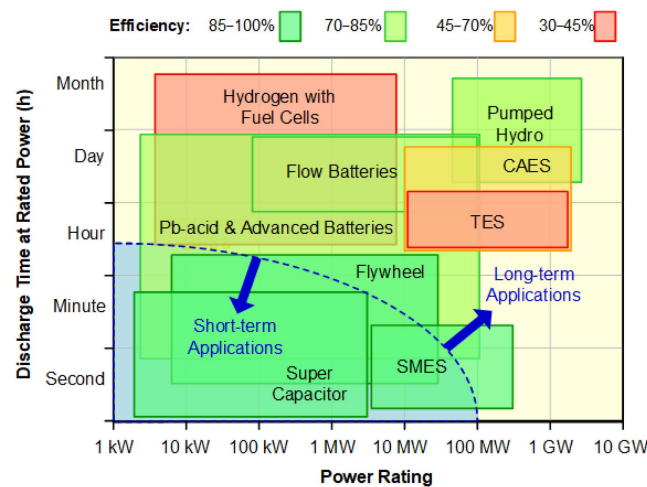 Efficiency: 85–100% 70–85% 45–70% 30–45%
Discharge Time at Rated Power (h)
Month
Day
Hour
Minute
Second
Hydrogen with
Fuel Cells
Pumped
Hydro
Flow Batteries
CAES
Pb-acid & Advanced Batteries
TES
Flywheel
Long-term
Applications
Short-term
Applications
Super
Capacitor
SMES
1 kW 10 kW 100 kW 1 MW 10 MW 100 MW 1 GW 10 GW
Power Rating